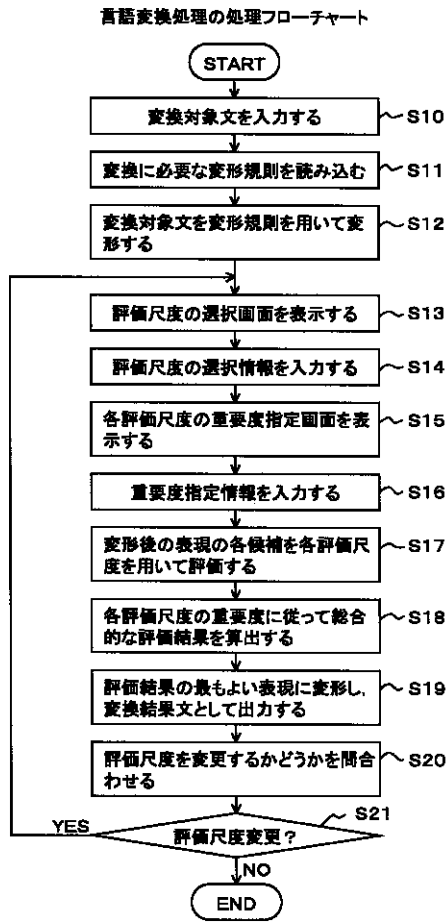 言語変換処理の処理フローチャート
START
変換対象文を入力する
S10
変換に必要な変形規則を読み込む
S11
変換対象文を変形規則を用いて変
形する
S12
評価尺度の選択画面を表示する
S13
評価尺度の選択情報を入力する
S14
各評価尺度の重要度指定画面を表
示する
S15
重要度指定情報を入力する
S16
変形後の表現の各候補を各評価尺
度を用いて評価する
S17
各評価尺度の重要度に従って総合
的な評価結果を算出する
S18
評価結果の最もよい表現に変形し、
変換結果文として出力する
S19
評価尺度を変更するかどうかを問合
わせる
S20
S21
YES
評価尺度変更？
NO
END